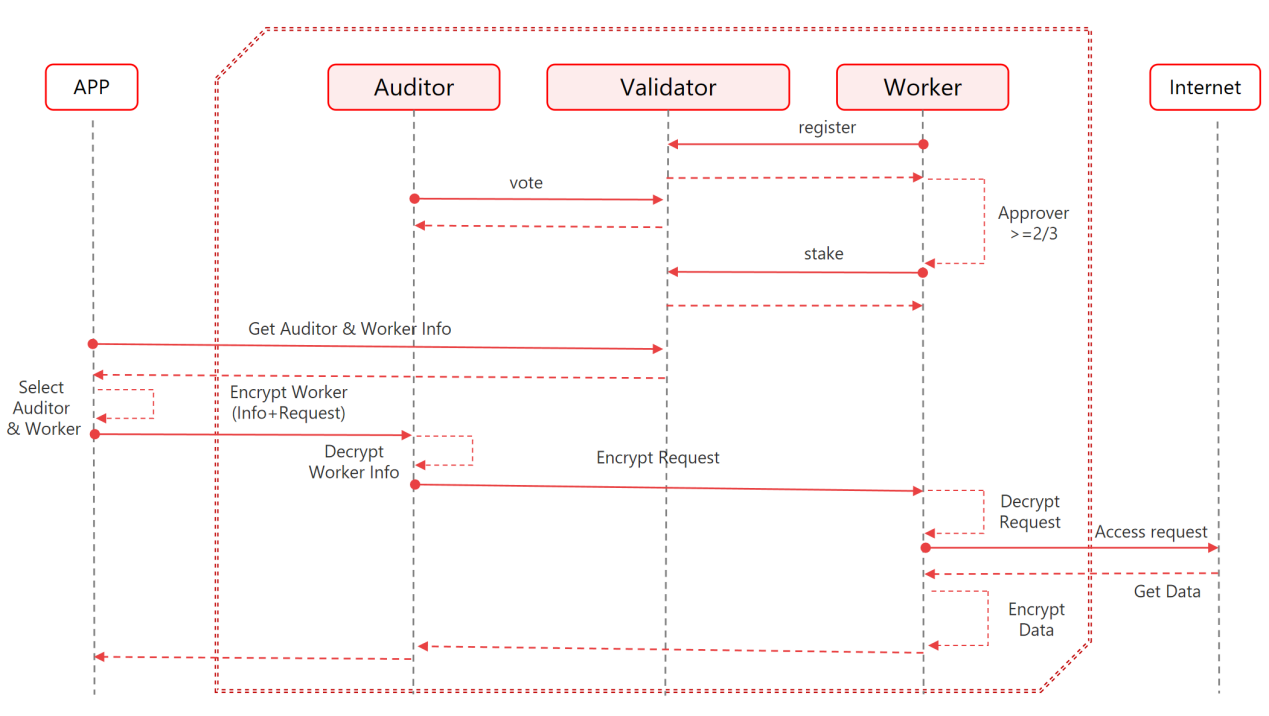 APP
Auditor
Validator
Worker
Internet
register
vote
Approver
>=2/3
stake
Get Auditor & Worker Info
Select
Auditor
& Worker
Encrypt Worker
(Info+Request)
Decrypt
Worker Info
Encrypt Request
Decrypt
Request
Access request
Get Data
Encrypt
Data